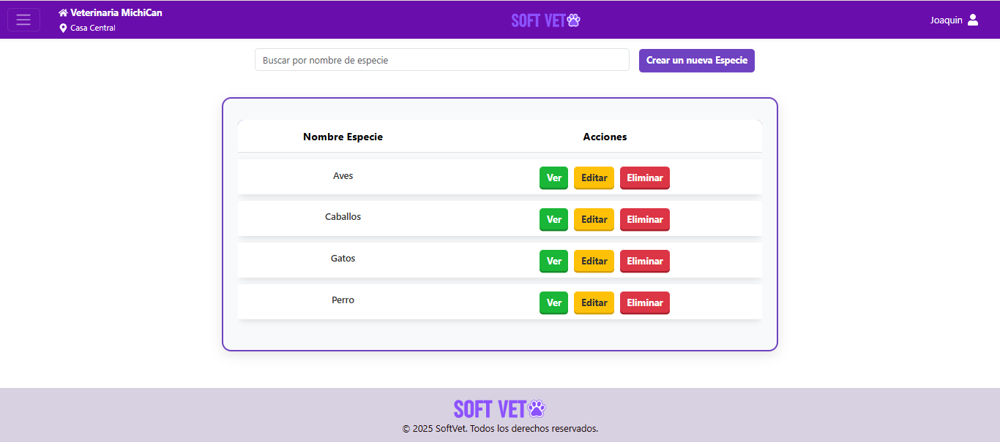 Veterinaria MichiCan
Casa Central
SOFT VET
Joaquin
Buscar por nombre de especie
Crear un nueva Especie
Nombre Especie Acciones
Aves Ver Editar Eliminar
Caballos Ver Editar Eliminar
Gatos Ver Editar Eliminar
Perro Ver Editar Eliminar
SOFT VET
© 2025 SoftVet. Todos los derechos reservados.